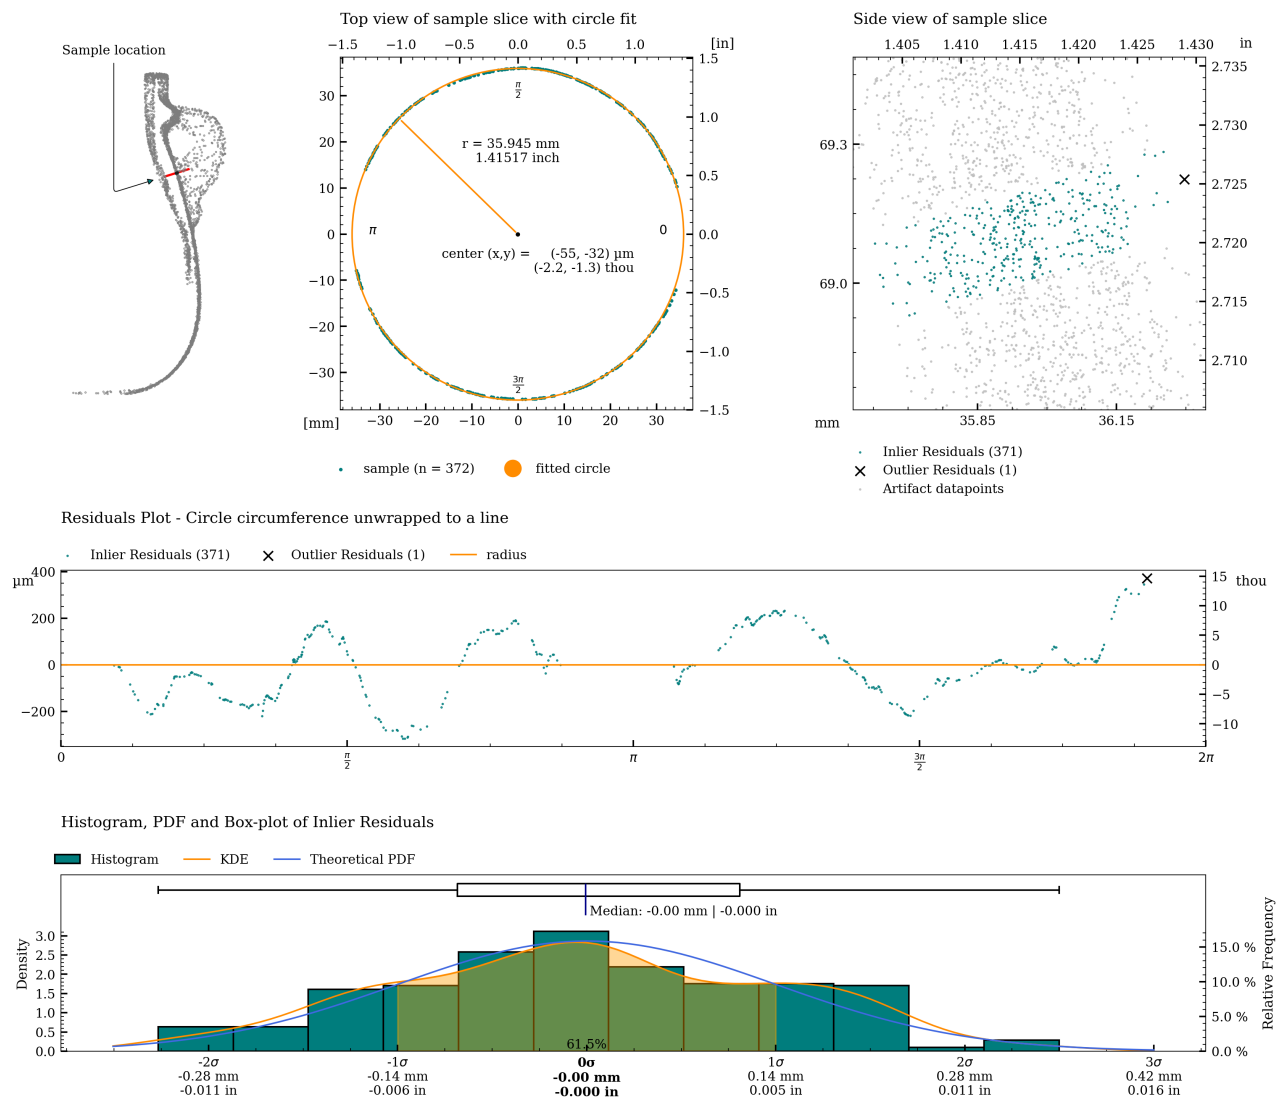 Sample location
Top view of sample slice with circle fit
−1.5 −1.0 −0.5 0.0 0.5 1.0 [in]
30
20
10
0
−10
−20
−30
1.5
1.0
0.5
0.0
−0.5
−1.0
−1.5
π/2
r = 35.945 mm
1.41517 inch
π
0
center (x,y) = (-55, -32) µm
(-2.2, -1.3) thou
3π/2
[mm] −30 −20 −10 0 10 20 30
sample (n = 372) fitted circle
Side view of sample slice
1.405 1.410 1.415 1.420 1.425 1.430 in
69.3
69.0
2.735
2.730
2.725
2.720
2.715
2.710
mm 35.85 36.15
Inlier Residuals (371)
Outlier Residuals (1)
Artifact datapoints
Residuals Plot - Circle circumference unwrapped to a line
Inlier Residuals (371) Outlier Residuals (1) radius
µm
400
200
0
−200
thou
15
10
5
0
−5
−10
0 π/2 π 3π/2 2π
Histogram, PDF and Box-plot of Inlier Residuals
Histogram KDE Theoretical PDF
Median: -0.00 mm | -0.000 in
Density
3.0
2.5
2.0
1.5
1.0
0.5
0.0
Relative Frequency
15.0 %
10.0 %
5.0 %
0.0 %
61.5%
-2σ -1σ 0σ 1σ 2σ 3σ
-0.28 mm -0.14 mm -0.00 mm 0.14 mm 0.28 mm 0.42 mm
-0.011 in -0.006 in -0.000 in 0.005 in 0.011 in 0.016 in